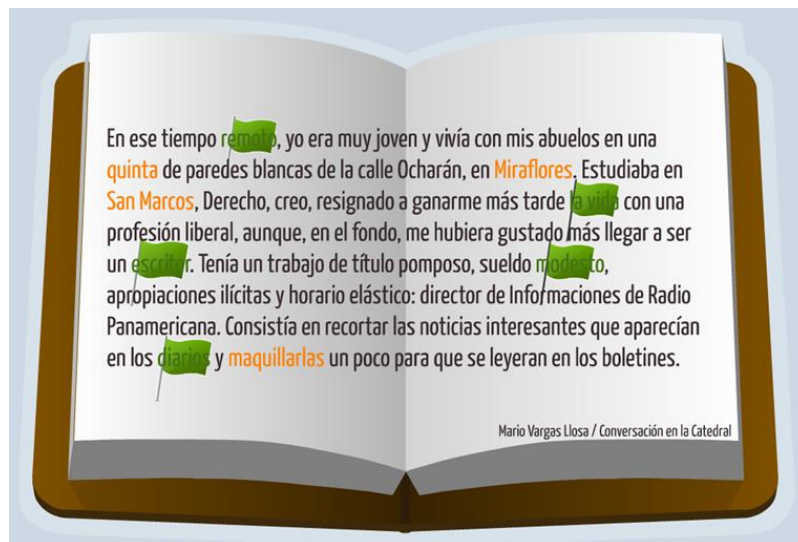 En ese tiempo remoto, yo era muy joven y vivía con mis abuelos en una
quinta de paredes blancas de la calle Ocharán, en Miraflores. Estudiaba en
San Marcos, Derecho, creo, resignado a ganarme más tarde la vida con una
profesión liberal, aunque, en el fondo, me hubiera gustado más llegar a ser
un escritor. Tenía un trabajo de título pomposo, sueldo modesto,
apropiaciones ilícitas y horario elástico: director de Informaciones de Radio
Panamericana. Consistía en recortar las noticias interesantes que aparecían
en los diarios y maquillarlas un poco para que se leyeran en los boletines.
Mario Vargas Llosa / Conversación en la Catedral